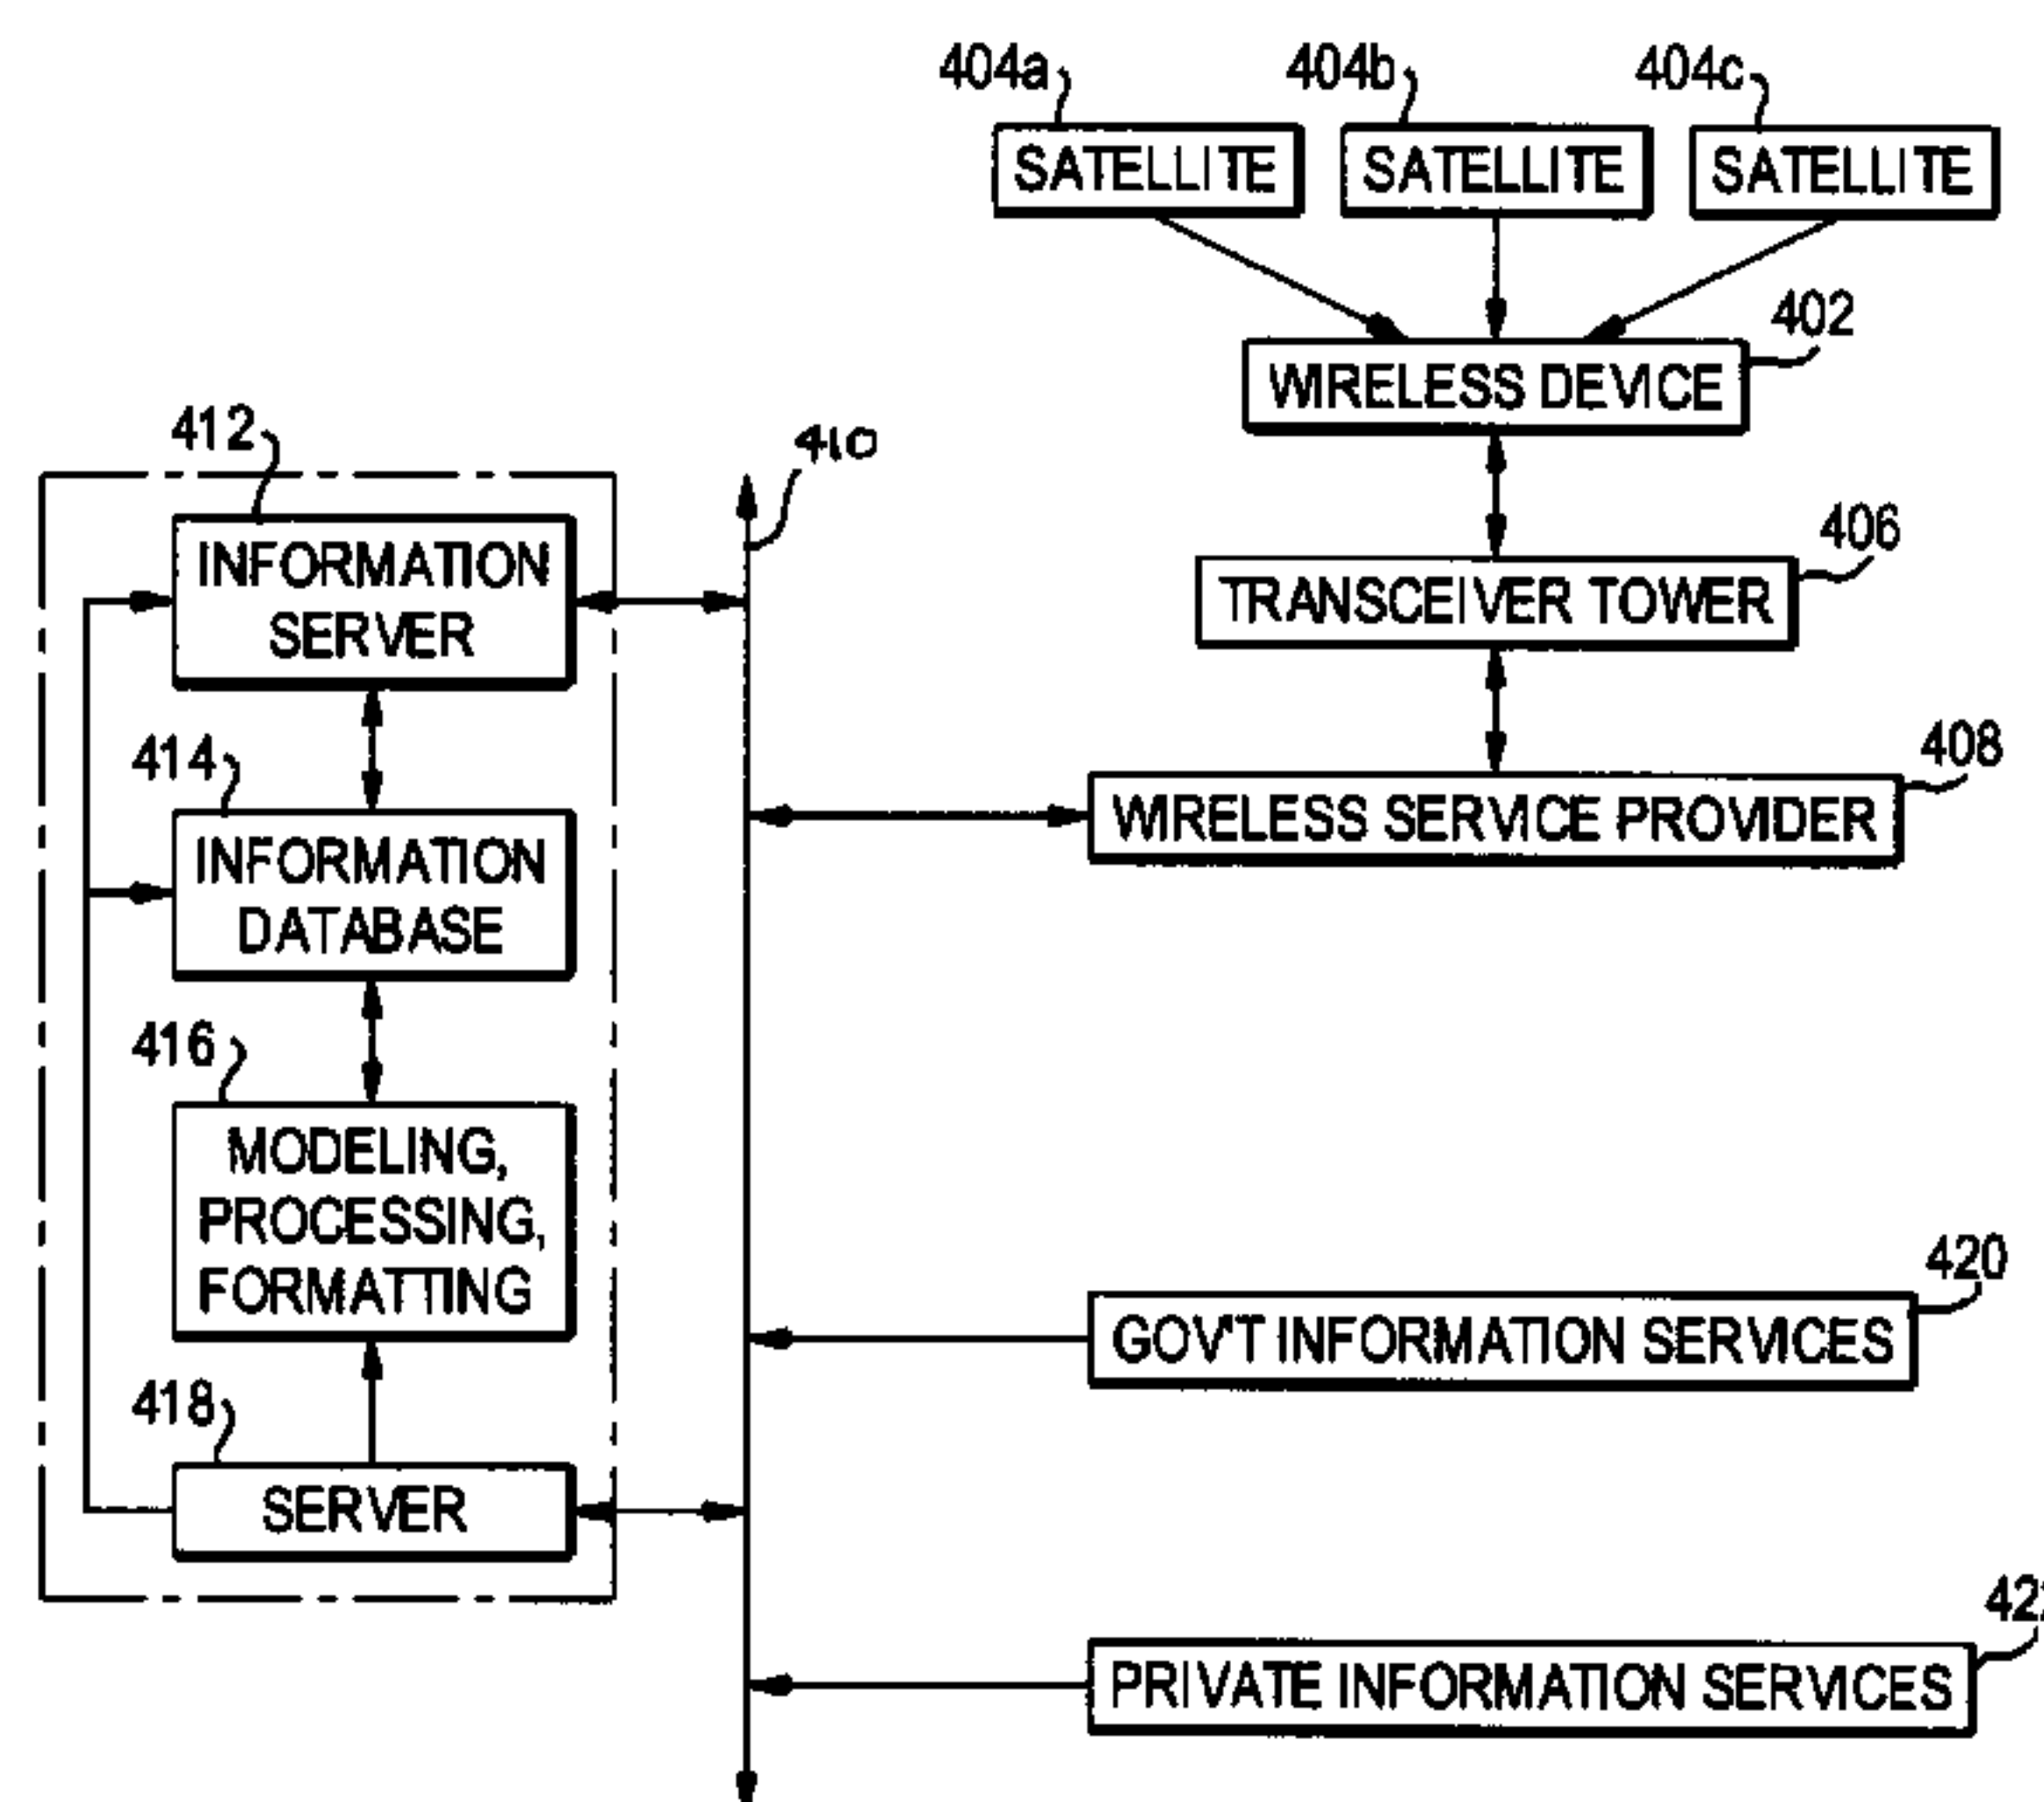 404a
404b
404c
SATELLITE
SATELLITE
SATELLITE
402
WIRELESS DEVICE
412
410
406
INFORMATION
SERVER
TRANSCEIVER TOWER
414
408
INFORMATION
DATABASE
WIRELESS SERVICE PROVIDER
416
MODELING,
PROCESSING,
FORMATTING
420
GOV'T INFORMATION SERVICES
418
SERVER
PRIVATE INFORMATION SERVICES